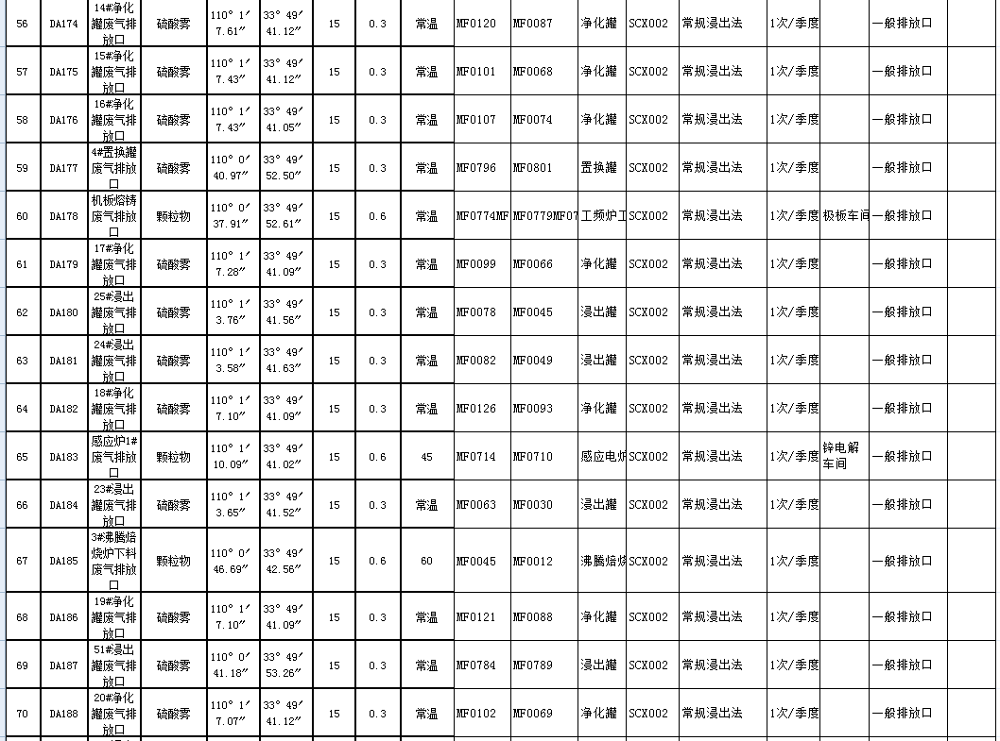 56 DA174 14#净化罐废气排放口 硫酸雾 110° 1′ 7.61″ 33° 49′ 41.12″ 15 0.3 常温 MF0120 MF0087 净化罐 SCX002 常规浸出法 1次/季度 一般排放口
57 DA175 15#净化罐废气排放口 硫酸雾 110° 1′ 7.43″ 33° 49′ 41.12″ 15 0.3 常温 MF0101 MF0068 净化罐 SCX002 常规浸出法 1次/季度 一般排放口
58 DA176 16#净化罐废气排放口 硫酸雾 110° 1′ 7.43″ 33° 49′ 41.05″ 15 0.3 常温 MF0107 MF0074 净化罐 SCX002 常规浸出法 1次/季度 一般排放口
59 DA177 4#置换罐废气排放口 硫酸雾 110° 0′ 40.97″ 33° 49′ 52.50″ 15 0.3 常温 MF0796 MF0801 置换罐 SCX002 常规浸出法 1次/季度 一般排放口
60 DA178 机板熔铸废气排放口 颗粒物 110° 0′ 37.91″ 33° 49′ 52.61″ 15 0.6 常温 MF0774MF MF0779MF07 工频炉工 SCX002 常规浸出法 1次/季度 极板车间 一般排放口
61 DA179 17#净化罐废气排放口 硫酸雾 110° 1′ 7.28″ 33° 49′ 41.09″ 15 0.3 常温 MF0099 MF0066 净化罐 SCX002 常规浸出法 1次/季度 一般排放口
62 DA180 25#浸出罐废气排放口 硫酸雾 110° 1′ 3.76″ 33° 49′ 41.56″ 15 0.3 常温 MF0078 MF0045 浸出罐 SCX002 常规浸出法 1次/季度 一般排放口
63 DA181 24#浸出罐废气排放口 硫酸雾 110° 1′ 3.58″ 33° 49′ 41.63″ 15 0.3 常温 MF0082 MF0049 浸出罐 SCX002 常规浸出法 1次/季度 一般排放口
64 DA182 18#净化罐废气排放口 硫酸雾 110° 1′ 7.10″ 33° 49′ 41.09″ 15 0.3 常温 MF0126 MF0093 净化罐 SCX002 常规浸出法 1次/季度 一般排放口
65 DA183 感应炉1#废气排放口 颗粒物 110° 1′ 10.09″ 33° 49′ 41.02″ 15 0.6 45 MF0714 MF0710 感应电炉 SCX002 常规浸出法 1次/季度 锌电解车间 一般排放口
66 DA184 23#浸出罐废气排放口 硫酸雾 110° 1′ 3.65″ 33° 49′ 41.52″ 15 0.3 常温 MF0063 MF0030 浸出罐 SCX002 常规浸出法 1次/季度 一般排放口
67 DA185 3#沸腾焙烧炉下料废气排放口 颗粒物 110° 0′ 46.69″ 33° 49′ 42.56″ 15 0.6 60 MF0045 MF0012 沸腾焙烧 SCX002 常规浸出法 1次/季度 一般排放口
68 DA186 19#净化罐废气排放口 硫酸雾 110° 1′ 7.10″ 33° 49′ 41.09″ 15 0.3 常温 MF0121 MF0088 净化罐 SCX002 常规浸出法 1次/季度 一般排放口
69 DA187 51#浸出罐废气排放口 硫酸雾 110° 0′ 41.18″ 33° 49′ 53.26″ 15 0.3 常温 MF0784 MF0789 浸出罐 SCX002 常规浸出法 1次/季度 一般排放口
70 DA188 20#净化罐废气排放口 硫酸雾 110° 1′ 7.07″ 33° 49′ 41.12″ 15 0.3 常温 MF0102 MF0069 净化罐 SCX002 常规浸出法 1次/季度 一般排放口